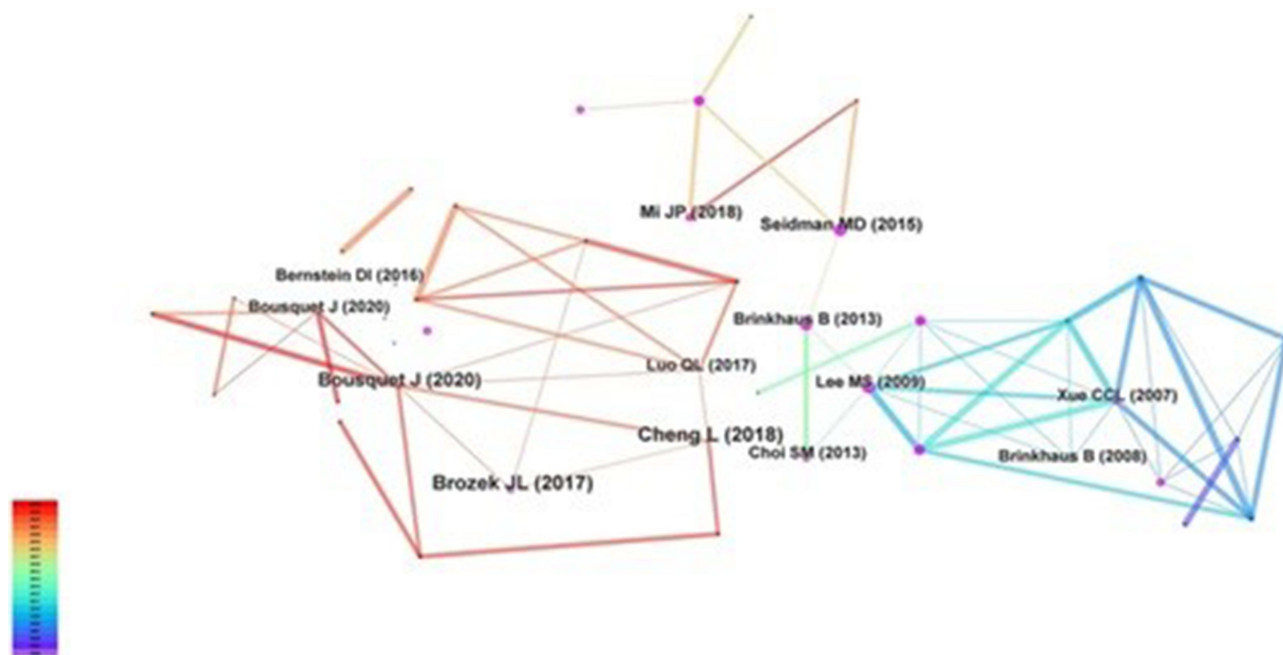 Mi JP (2018)
Seidman MD (2015)
Bernstein DI (2016)
Bousquet J (2020)
Brinkhaus B (2013)
Luo QL (2017)
Bousquet J (2020)
Lee MS (2009)
Xue CCL (2007)
Cheng L (2018)
Choi SM (2013)
Brinkhaus B (2008)
Brozek JL (2017)